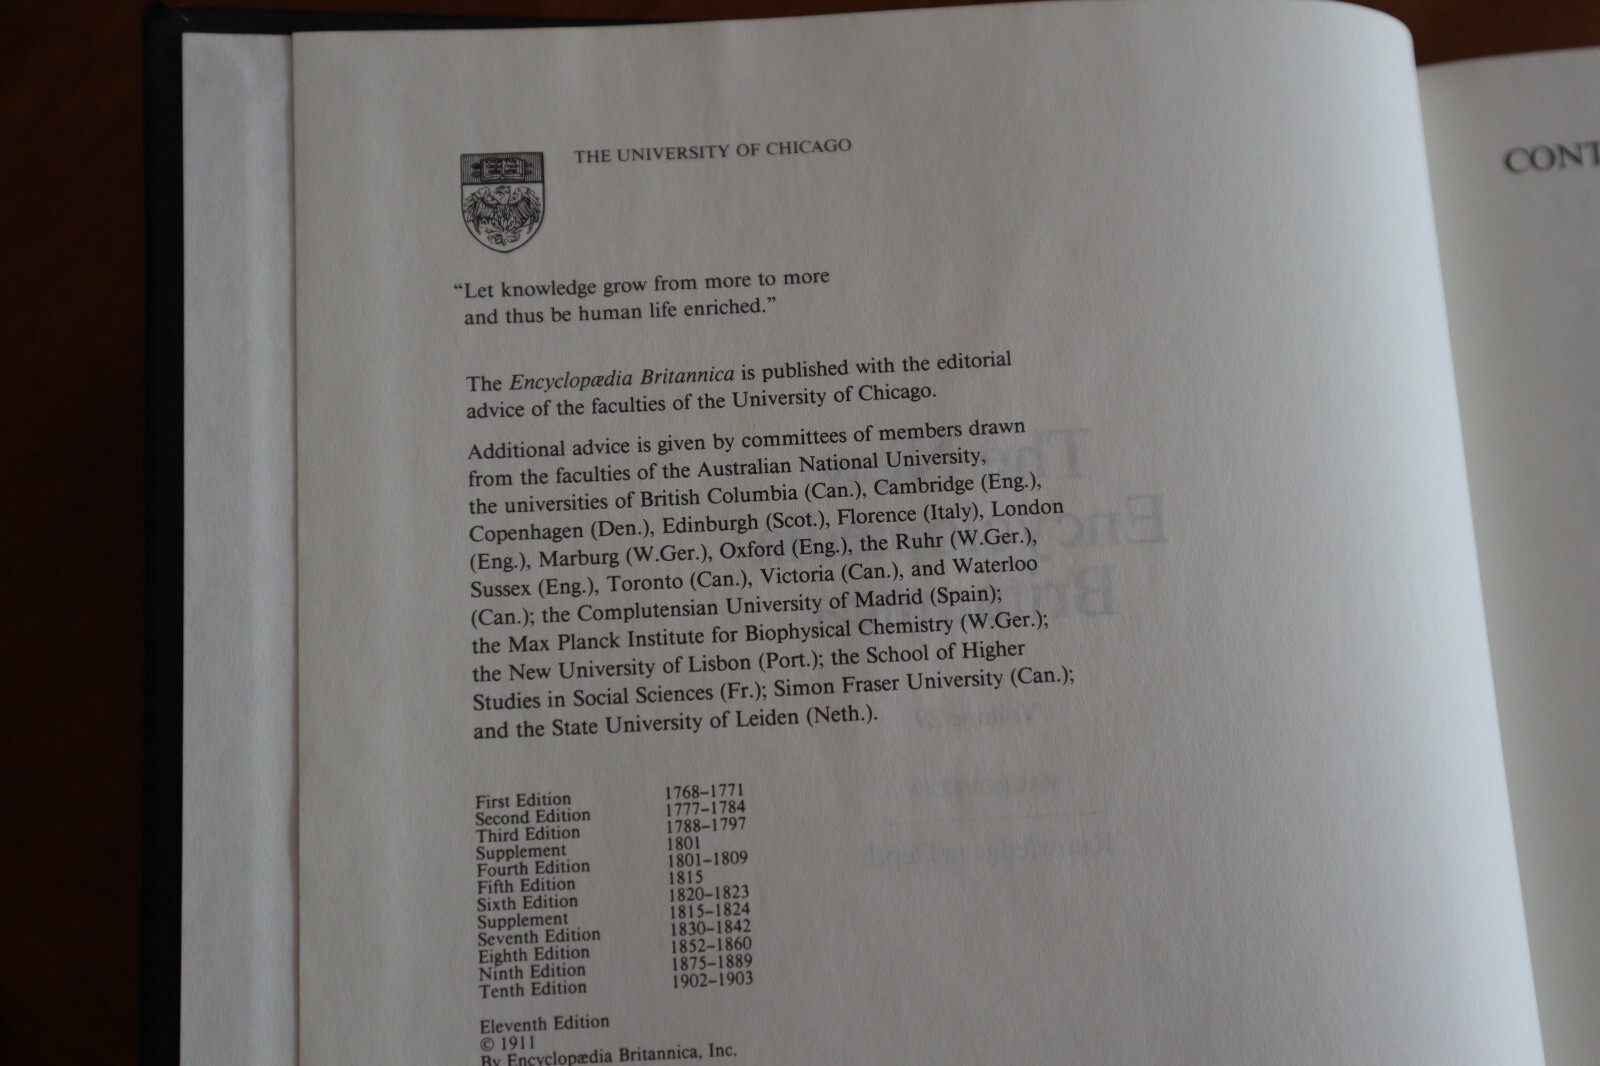 THE UNIVERSITY OF CHICAGO
“Let knowledge grow from more to more
and thus be human life enriched.”
The Encyclopædia Britannica is published with the editorial
advice of the faculties of the University of Chicago.
Additional advice is given by committees of members drawn
from the faculties of the Australian National University,
the universities of British Columbia (Can.), Cambridge (Eng.),
Copenhagen (Den.), Edinburgh (Scot.), Florence (Italy), London
(Eng.), Marburg (W.Ger.), Oxford (Eng.), the Ruhr (W.Ger.),
Sussex (Eng.), Toronto (Can.), Victoria (Can.), and Waterloo
(Can.); the Complutensian University of Madrid (Spain);
the Max Planck Institute for Biophysical Chemistry (W.Ger.);
the New University of Lisbon (Port.); the School of Higher
Studies in Social Sciences (Fr.); Simon Fraser University (Can.);
and the State University of Leiden (Neth.).
First Edition 1768–1771
Second Edition 1777–1784
Third Edition 1788–1797
Supplement 1801
Fourth Edition 1801–1809
Fifth Edition 1815
Sixth Edition 1820–1823
Supplement 1815–1824
Seventh Edition 1830–1842
Eighth Edition 1852–1860
Ninth Edition 1875–1889
Tenth Edition 1902–1903
Eleventh Edition
© 1911
By Encyclopædia Britannica, Inc.
CONT